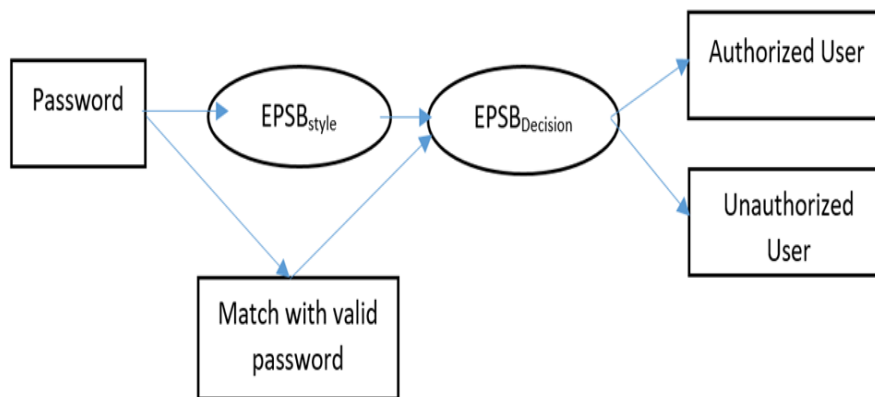 Password
EPSBstyle
EPSBDecision
Authorized User
Unauthorized
User
Match with valid
password